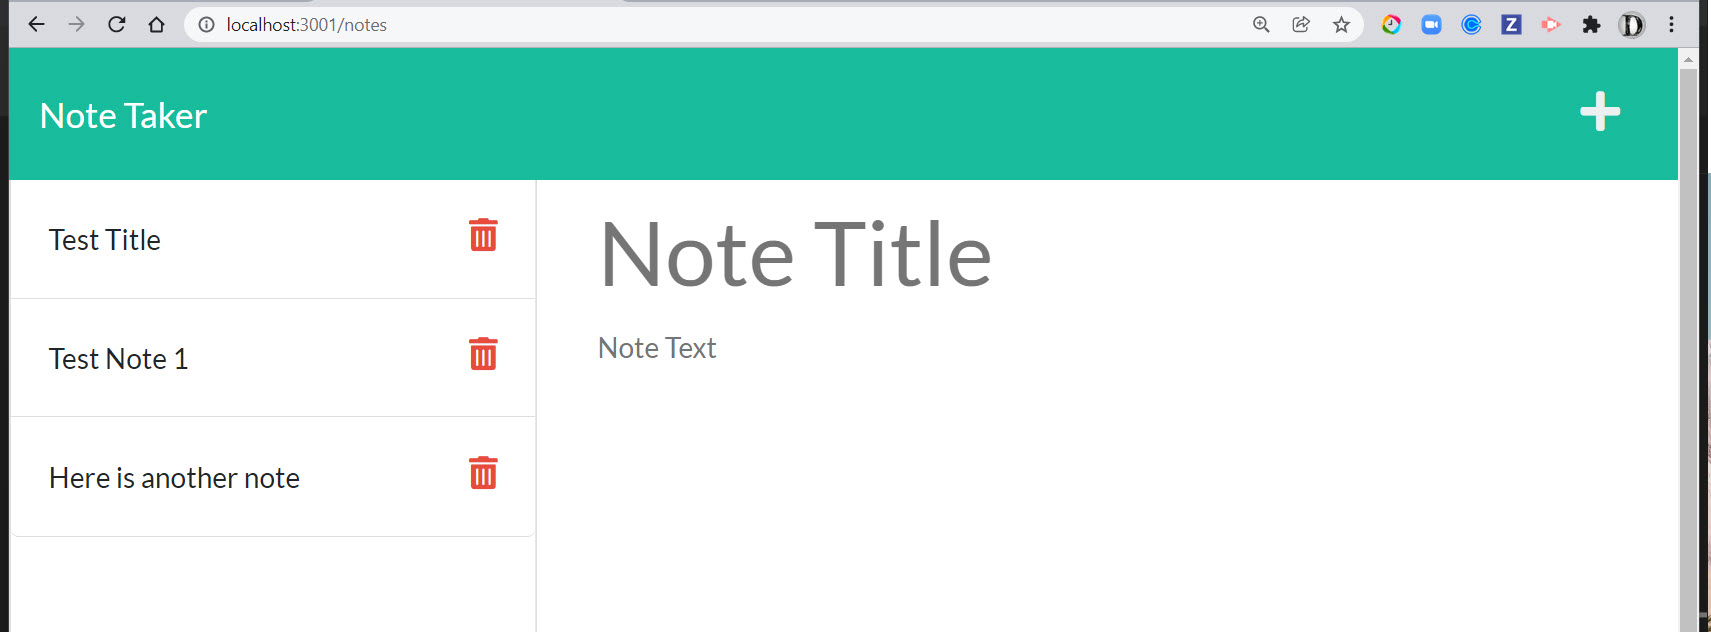 localhost:3001/notes
Z
D
Note Taker
Test Title
Test Note 1
Here is another note
Note Title
Note Text